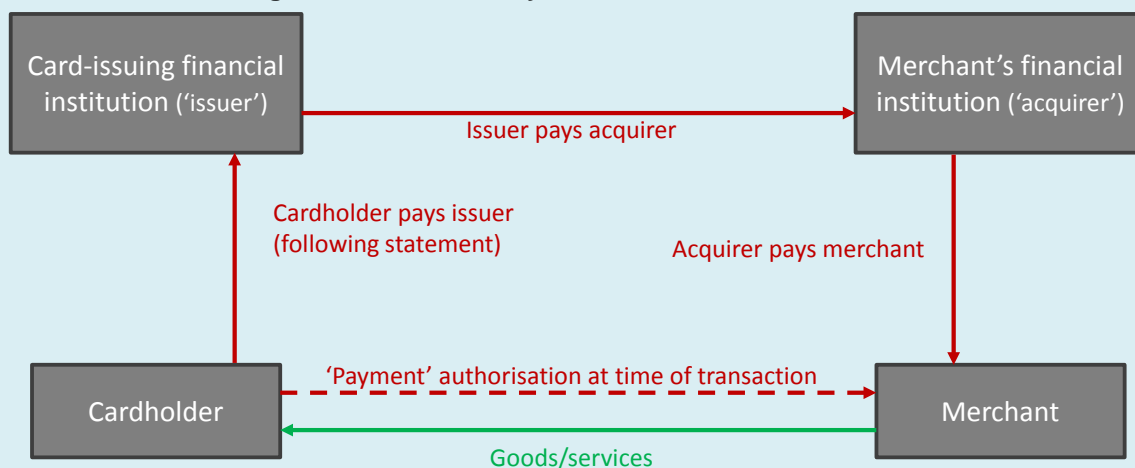 Card-issuing financial
institution (‘issuer’)
Merchant’s financial
institution (‘acquirer’)
Issuer pays acquirer
Cardholder pays issuer
(following statement)
Acquirer pays merchant
‘Payment’ authorisation at time of transaction
Cardholder
Merchant
Goods/services